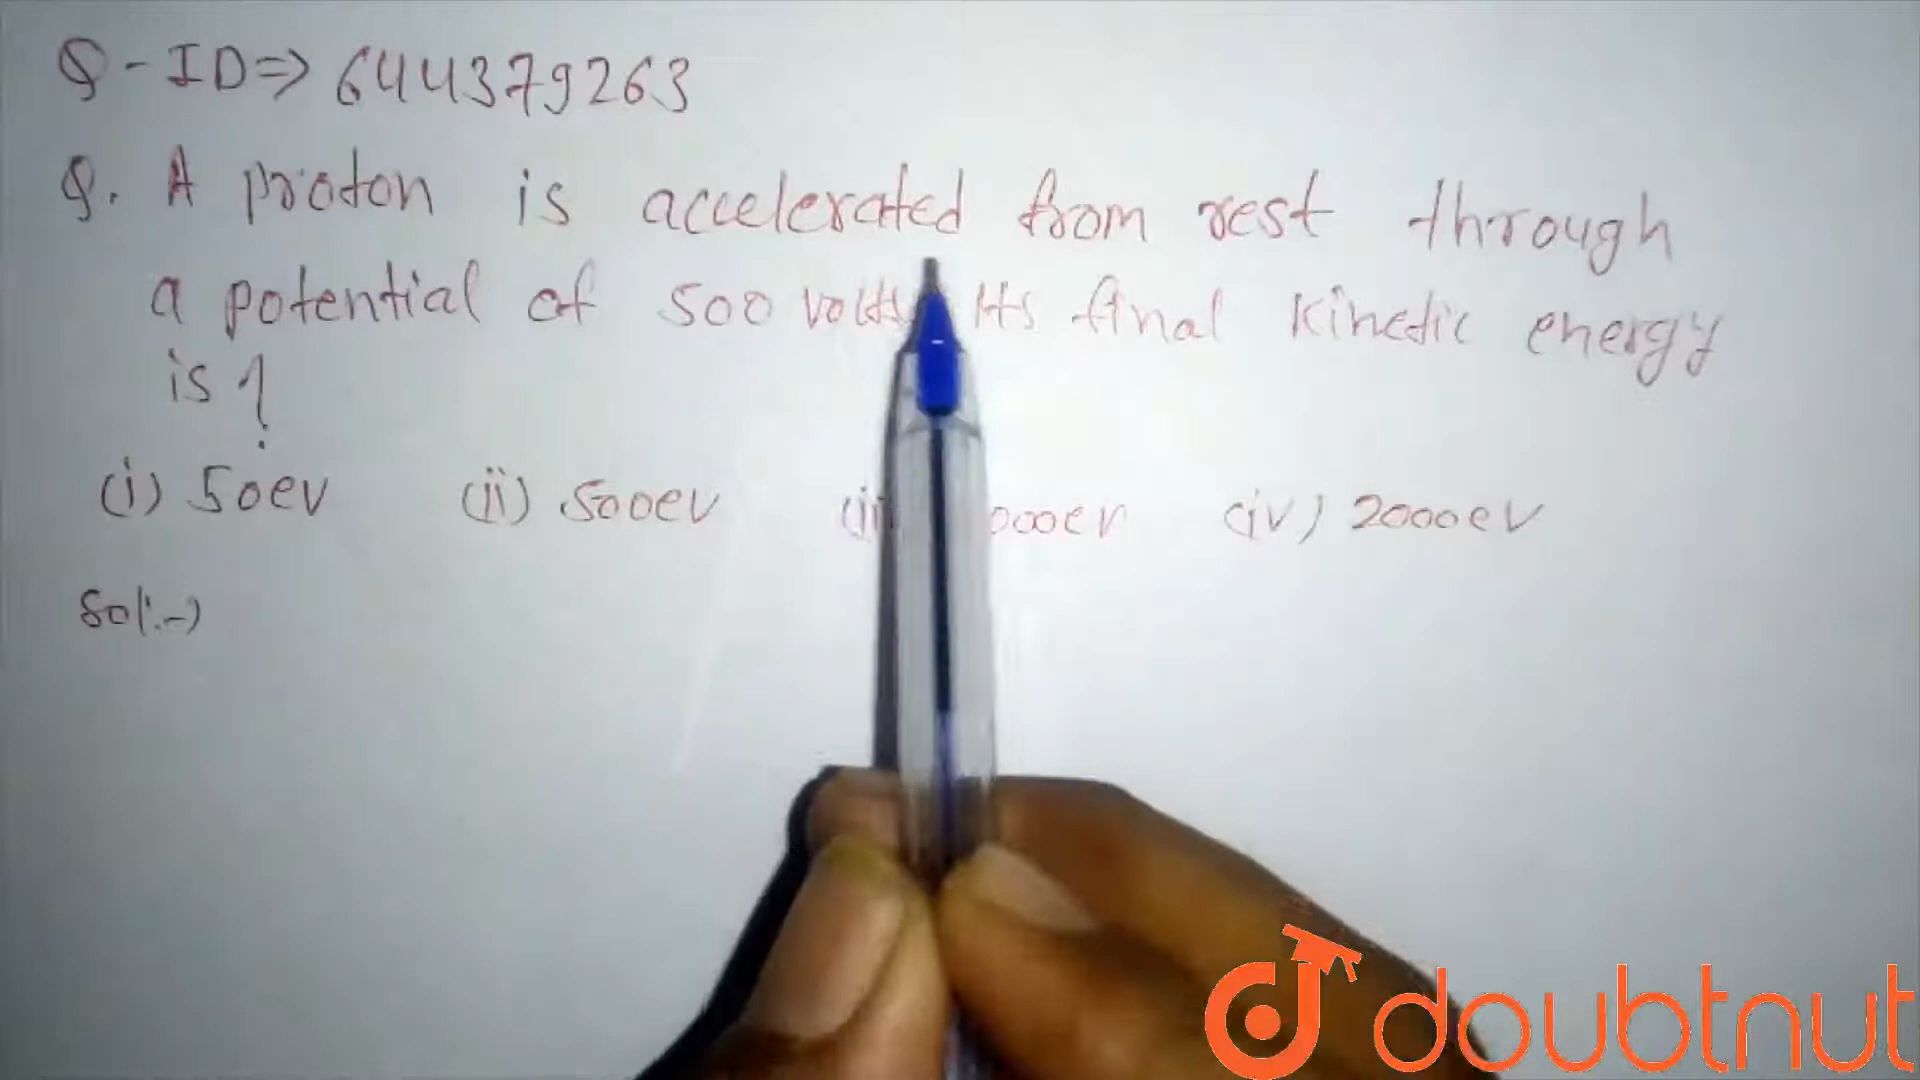 Q - ID => 644379263
Q. A proton is accelerated from rest through
a potential of 500 volts Its final kinetic energy
is ?
(i) 50ev (ii) 500ev (iv) 2000ev
Sol:-)
doubtnut